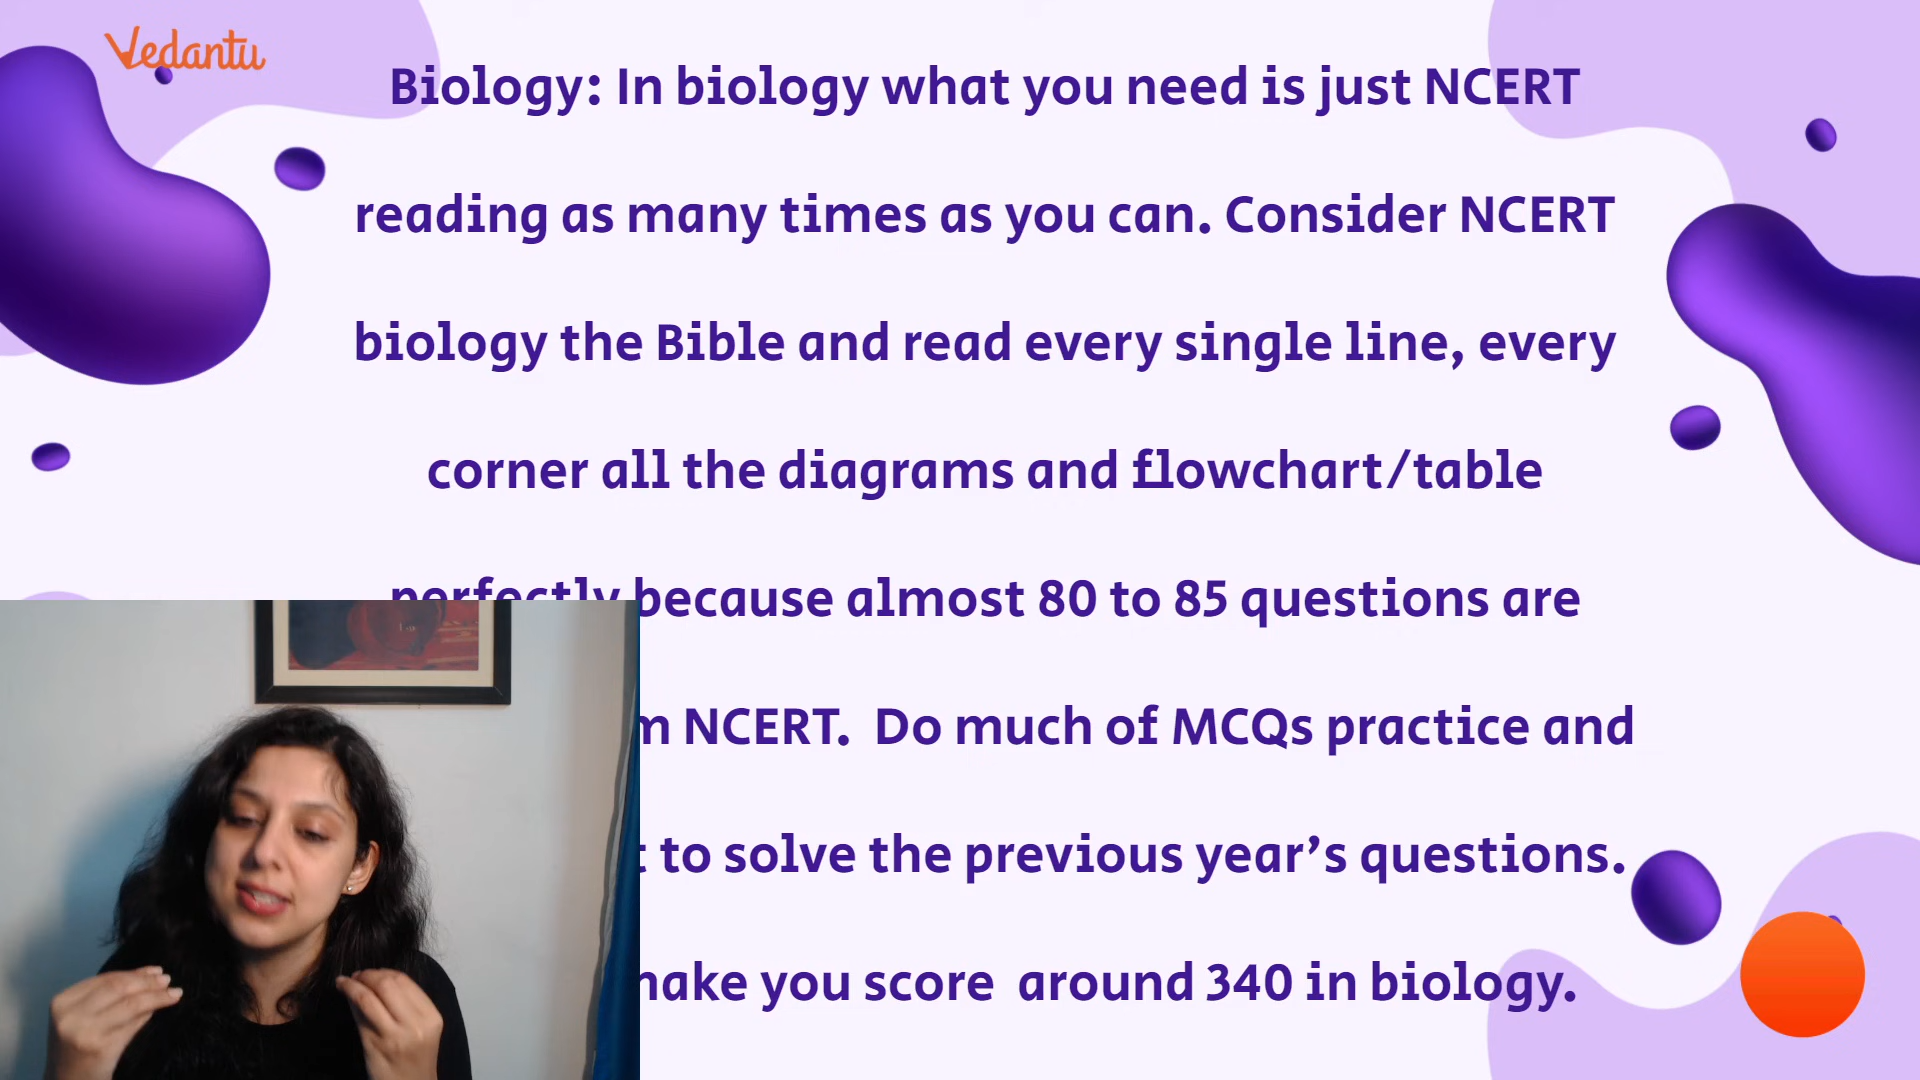 Vedantu
Biology: In biology what you need is just NCERT
reading as many times as you can. Consider NCERT
biology the Bible and read every single line, every
corner all the diagrams and flowchart/table
perfectly because almost 80 to 85 questions are
NCERT. Do much of MCQs practice and
to solve the previous year's questions.
make you score around 340 in biology.